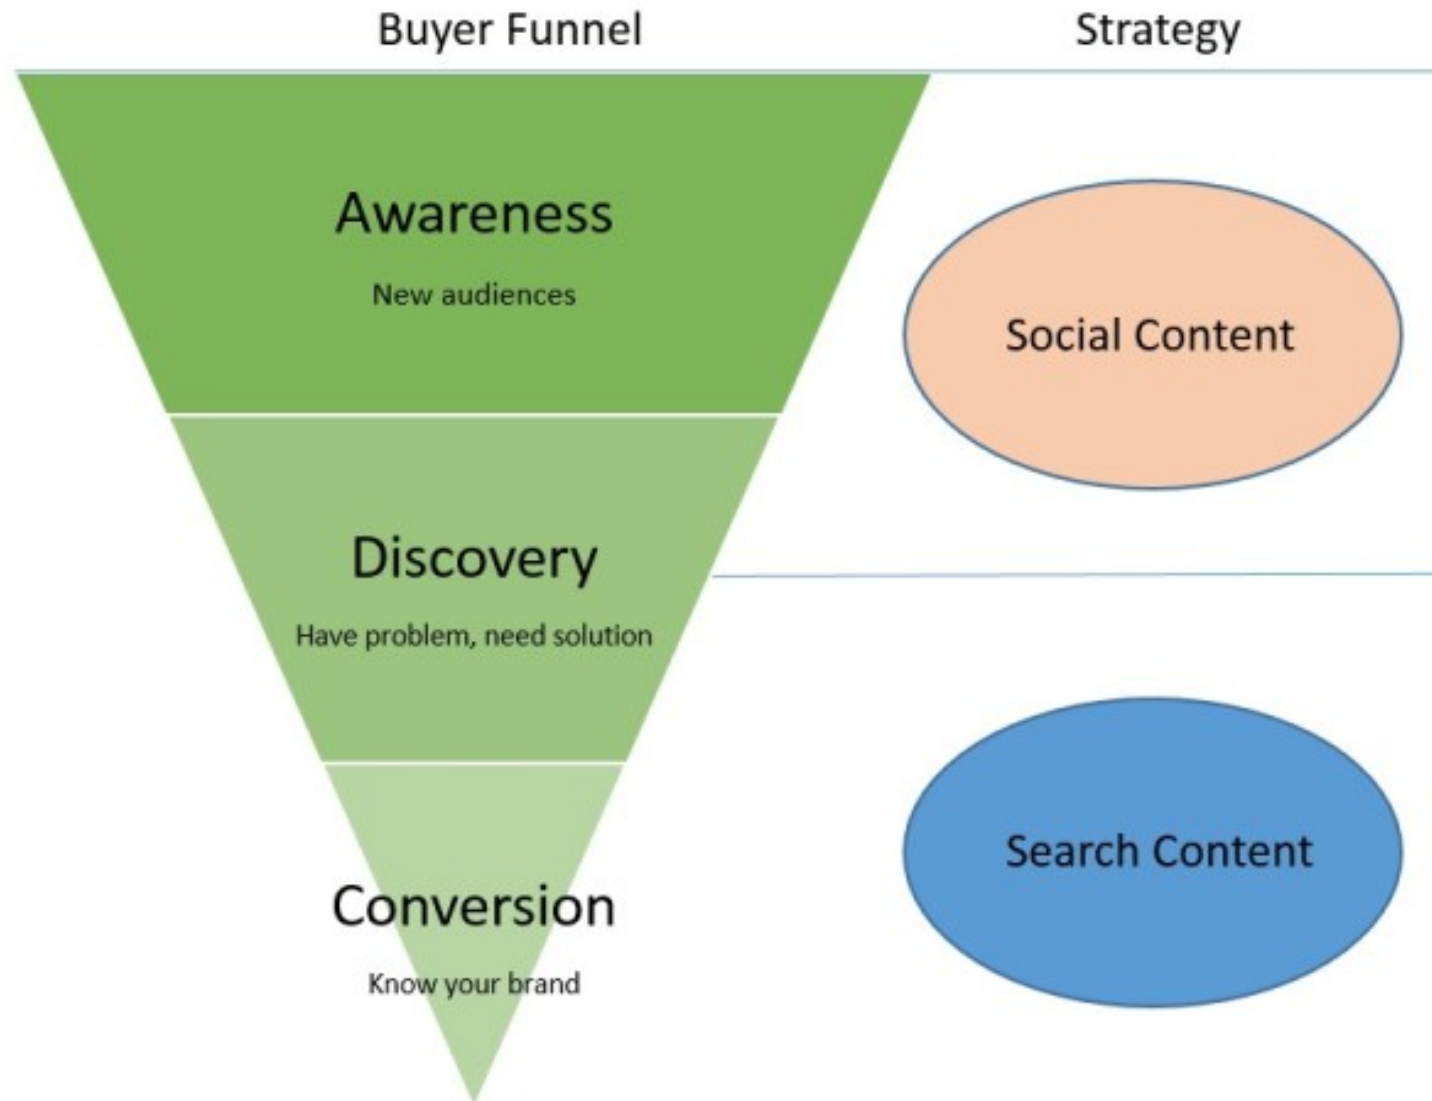 Buyer Funnel
Strategy
Awareness
New audiences
Social Content
Discovery
Have problem, need solution
Search Content
Conversion
Know your brand